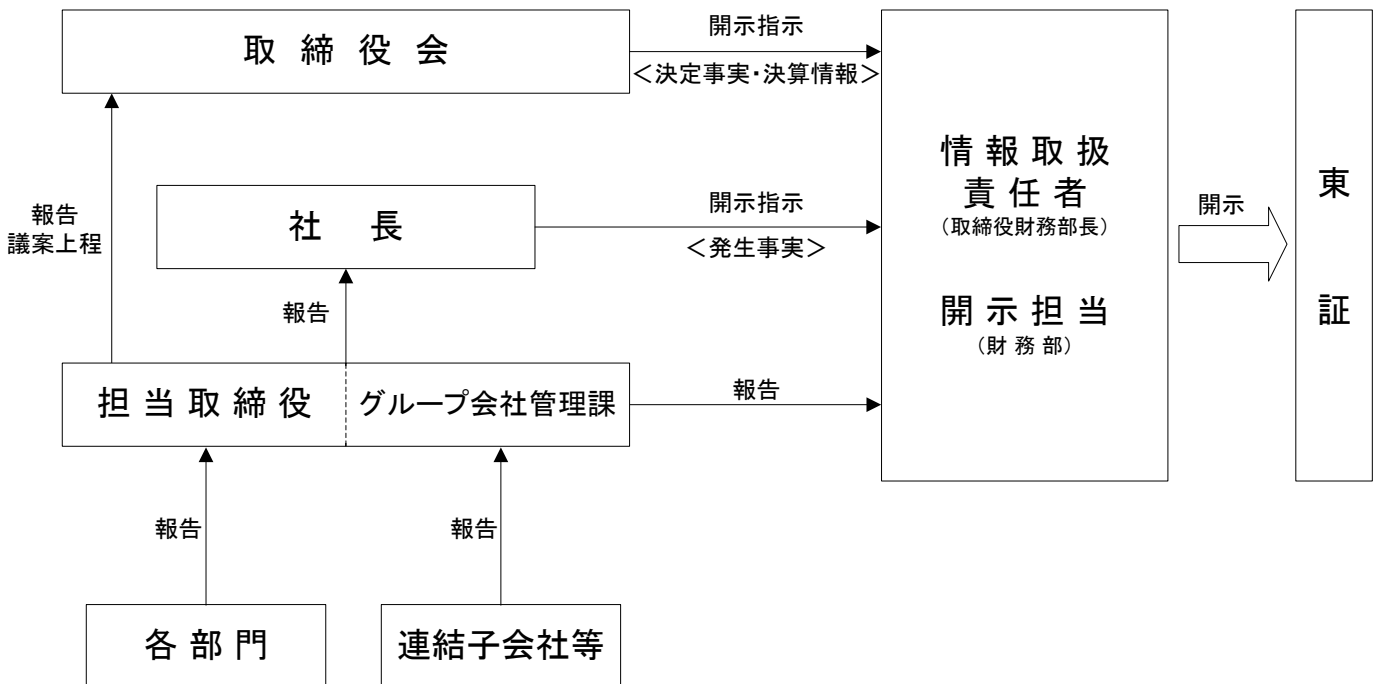 取締役会
開示指示
＜決定事実・決算情報＞
報告
議案上程
社長
開示指示
＜発生事実＞
報告
情報取扱
責任者
（取締役財務部長）
開示担当
（財務部）
開示
東証
担当取締役
グループ会社管理課
報告
報告
報告
各部門
連結子会社等